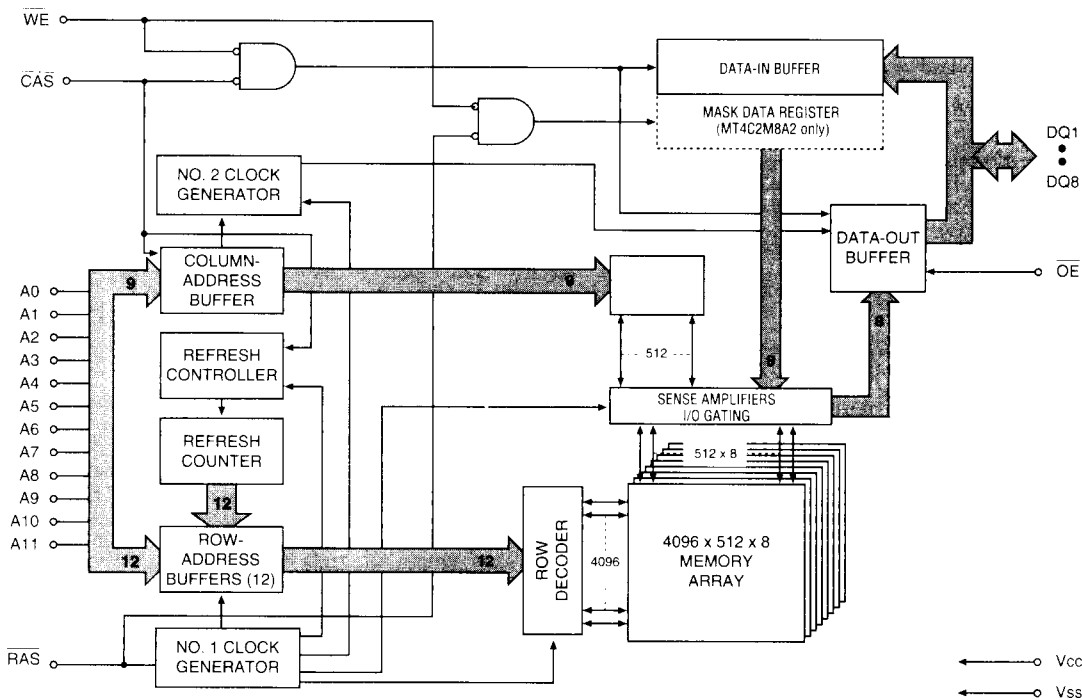 WE
CAS
DATA-IN BUFFER
MASK DATA REGISTER
(MT4C2M8A2 only)
DQ1
DQ8
NO. 2 CLOCK
GENERATOR
DATA-OUT
BUFFER
OE
COLUMN-
ADDRESS
BUFFER
9
9
8
9
A0
A1
A2
A3
A4
A5
A6
A7
A8
A9
A10
A11
512
REFRESH
CONTROLLER
SENSE AMPLIFIERS
I/O GATING
REFRESH
COUNTER
512 x 8
12
ROW-
ADDRESS
BUFFERS (12)
12
12
ROW
DECODER
4096
4096 x 512 x 8
MEMORY
ARRAY
RAS
NO. 1 CLOCK
GENERATOR
Vcc
Vss